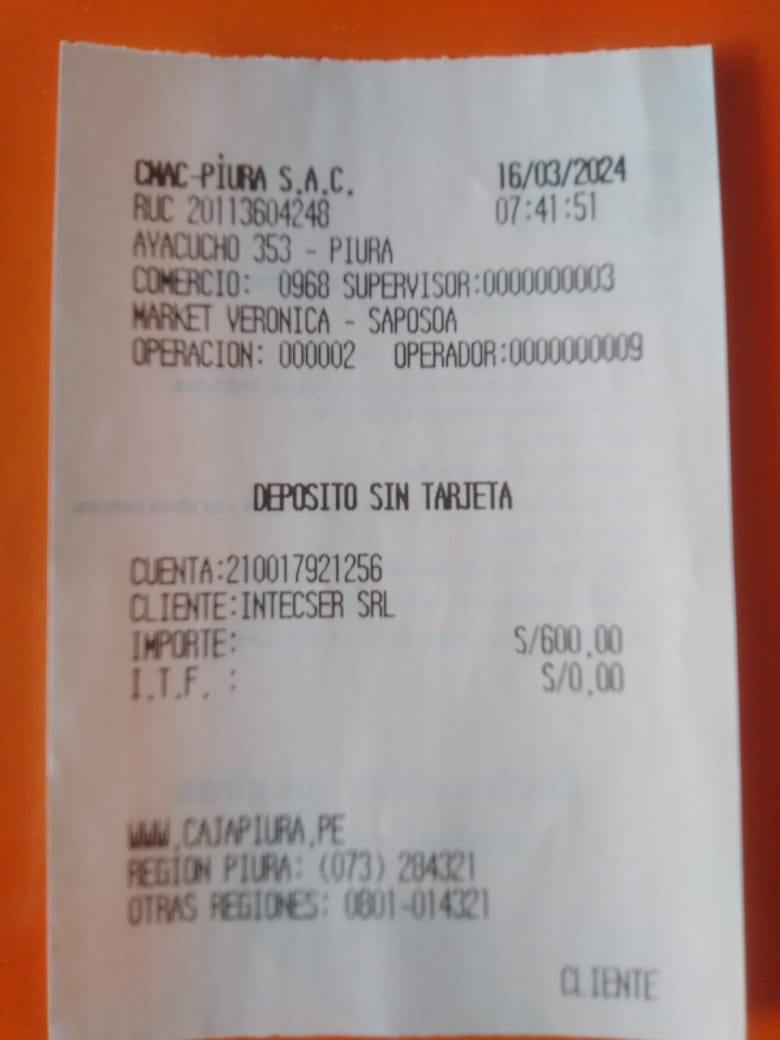 CMAC-PIURA S.A.C. 16/03/2024
RUC 20113604248 07:41:51
AYACUCHO 353 - PIURA
COMERCIO: 0968 SUPERVISOR:0000000003
MARKET VERONICA - SAPOSOA
OPERACION: 000002 OPERADOR:0000000009
DEPOSITO SIN TARJETA
CUENTA:210017921256
CLIENTE:INTECSER SRL
IMPORTE: S/600.00
I.T.F. : S/0.00
WWW.CAJAPIURA.PE
REGION PIURA: (073) 284321
OTRAS REGIONES: 0801-014321
CLIENTE